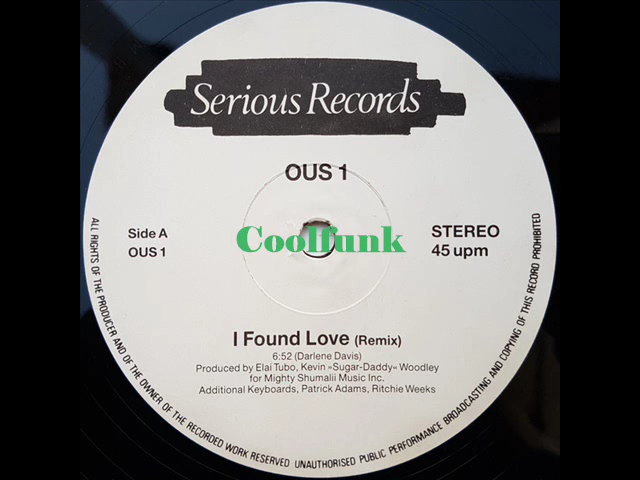 Serious Records
OUS 1
Side A
OUS 1
Coolfunk
STEREO
45 upm
I Found Love (Remix)
6:52 (Darlene Davis)
Produced by Elai Tubo, Kevin »Sugar-Daddy« Woodley
for Mighty Shumalii Music Inc.
Additional Keyboards, Patrick Adams, Ritchie Weeks
ALL RIGHTS OF THE PRODUCER AND OF THE OWNER OF THE RECORDED WORK RESERVED UNAUTHORISED PUBLIC PERFORMANCE BROADCASTING AND COPYING OF THIS RECORD PROHIBITED